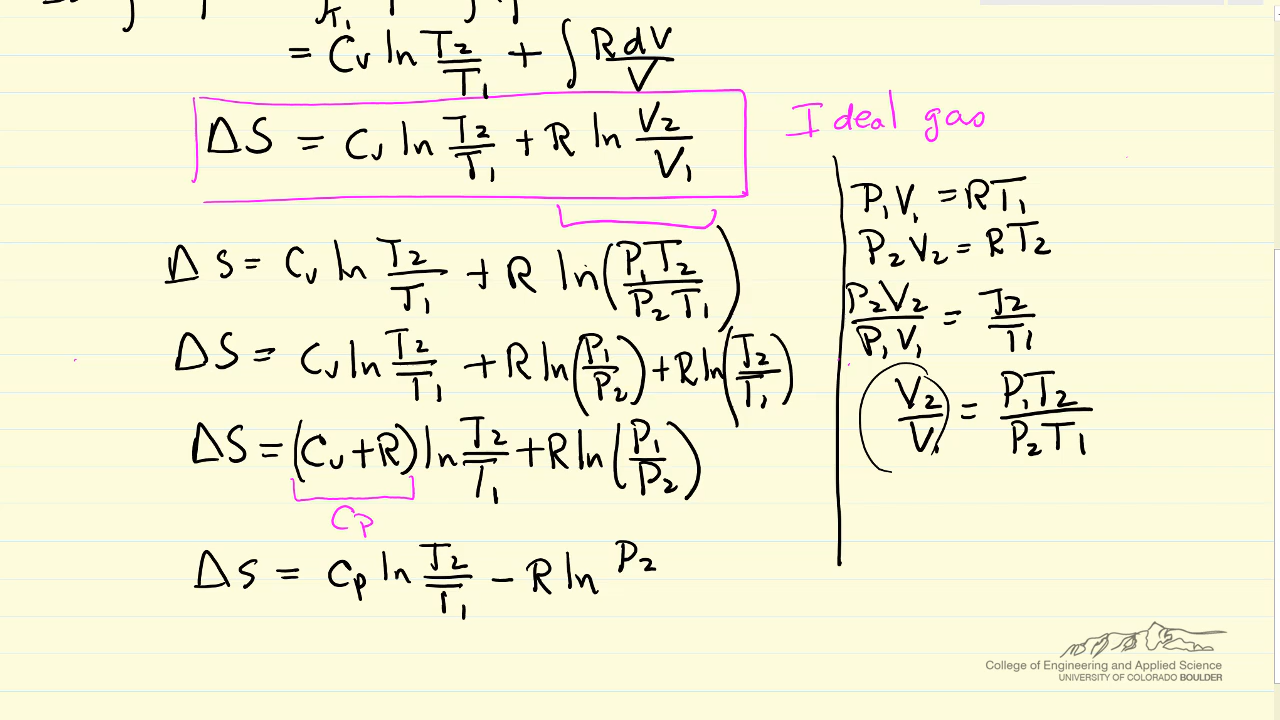 = Cv ln T2/T1 + ∫ R dV/V
ΔS = Cv ln T2/T1 + R ln V2/V1
Ideal gas
ΔS = Cv ln T2/T1 + R ln(P1T2/P2T1)
ΔS = Cv ln T2/T1 + R ln(P1/P2) + R ln(T2/T1)
ΔS = (Cv + R) ln T2/T1 + R ln(P1/P2)
Cp
ΔS = Cp ln T2/T1 - R ln P2
P1V1 = RT1
P2V2 = RT2
P2V2/P1V1 = T2/T1
V2/V1 = P1T2/P2T1
College of Engineering and Applied Science
UNIVERSITY OF COLORADO BOULDER